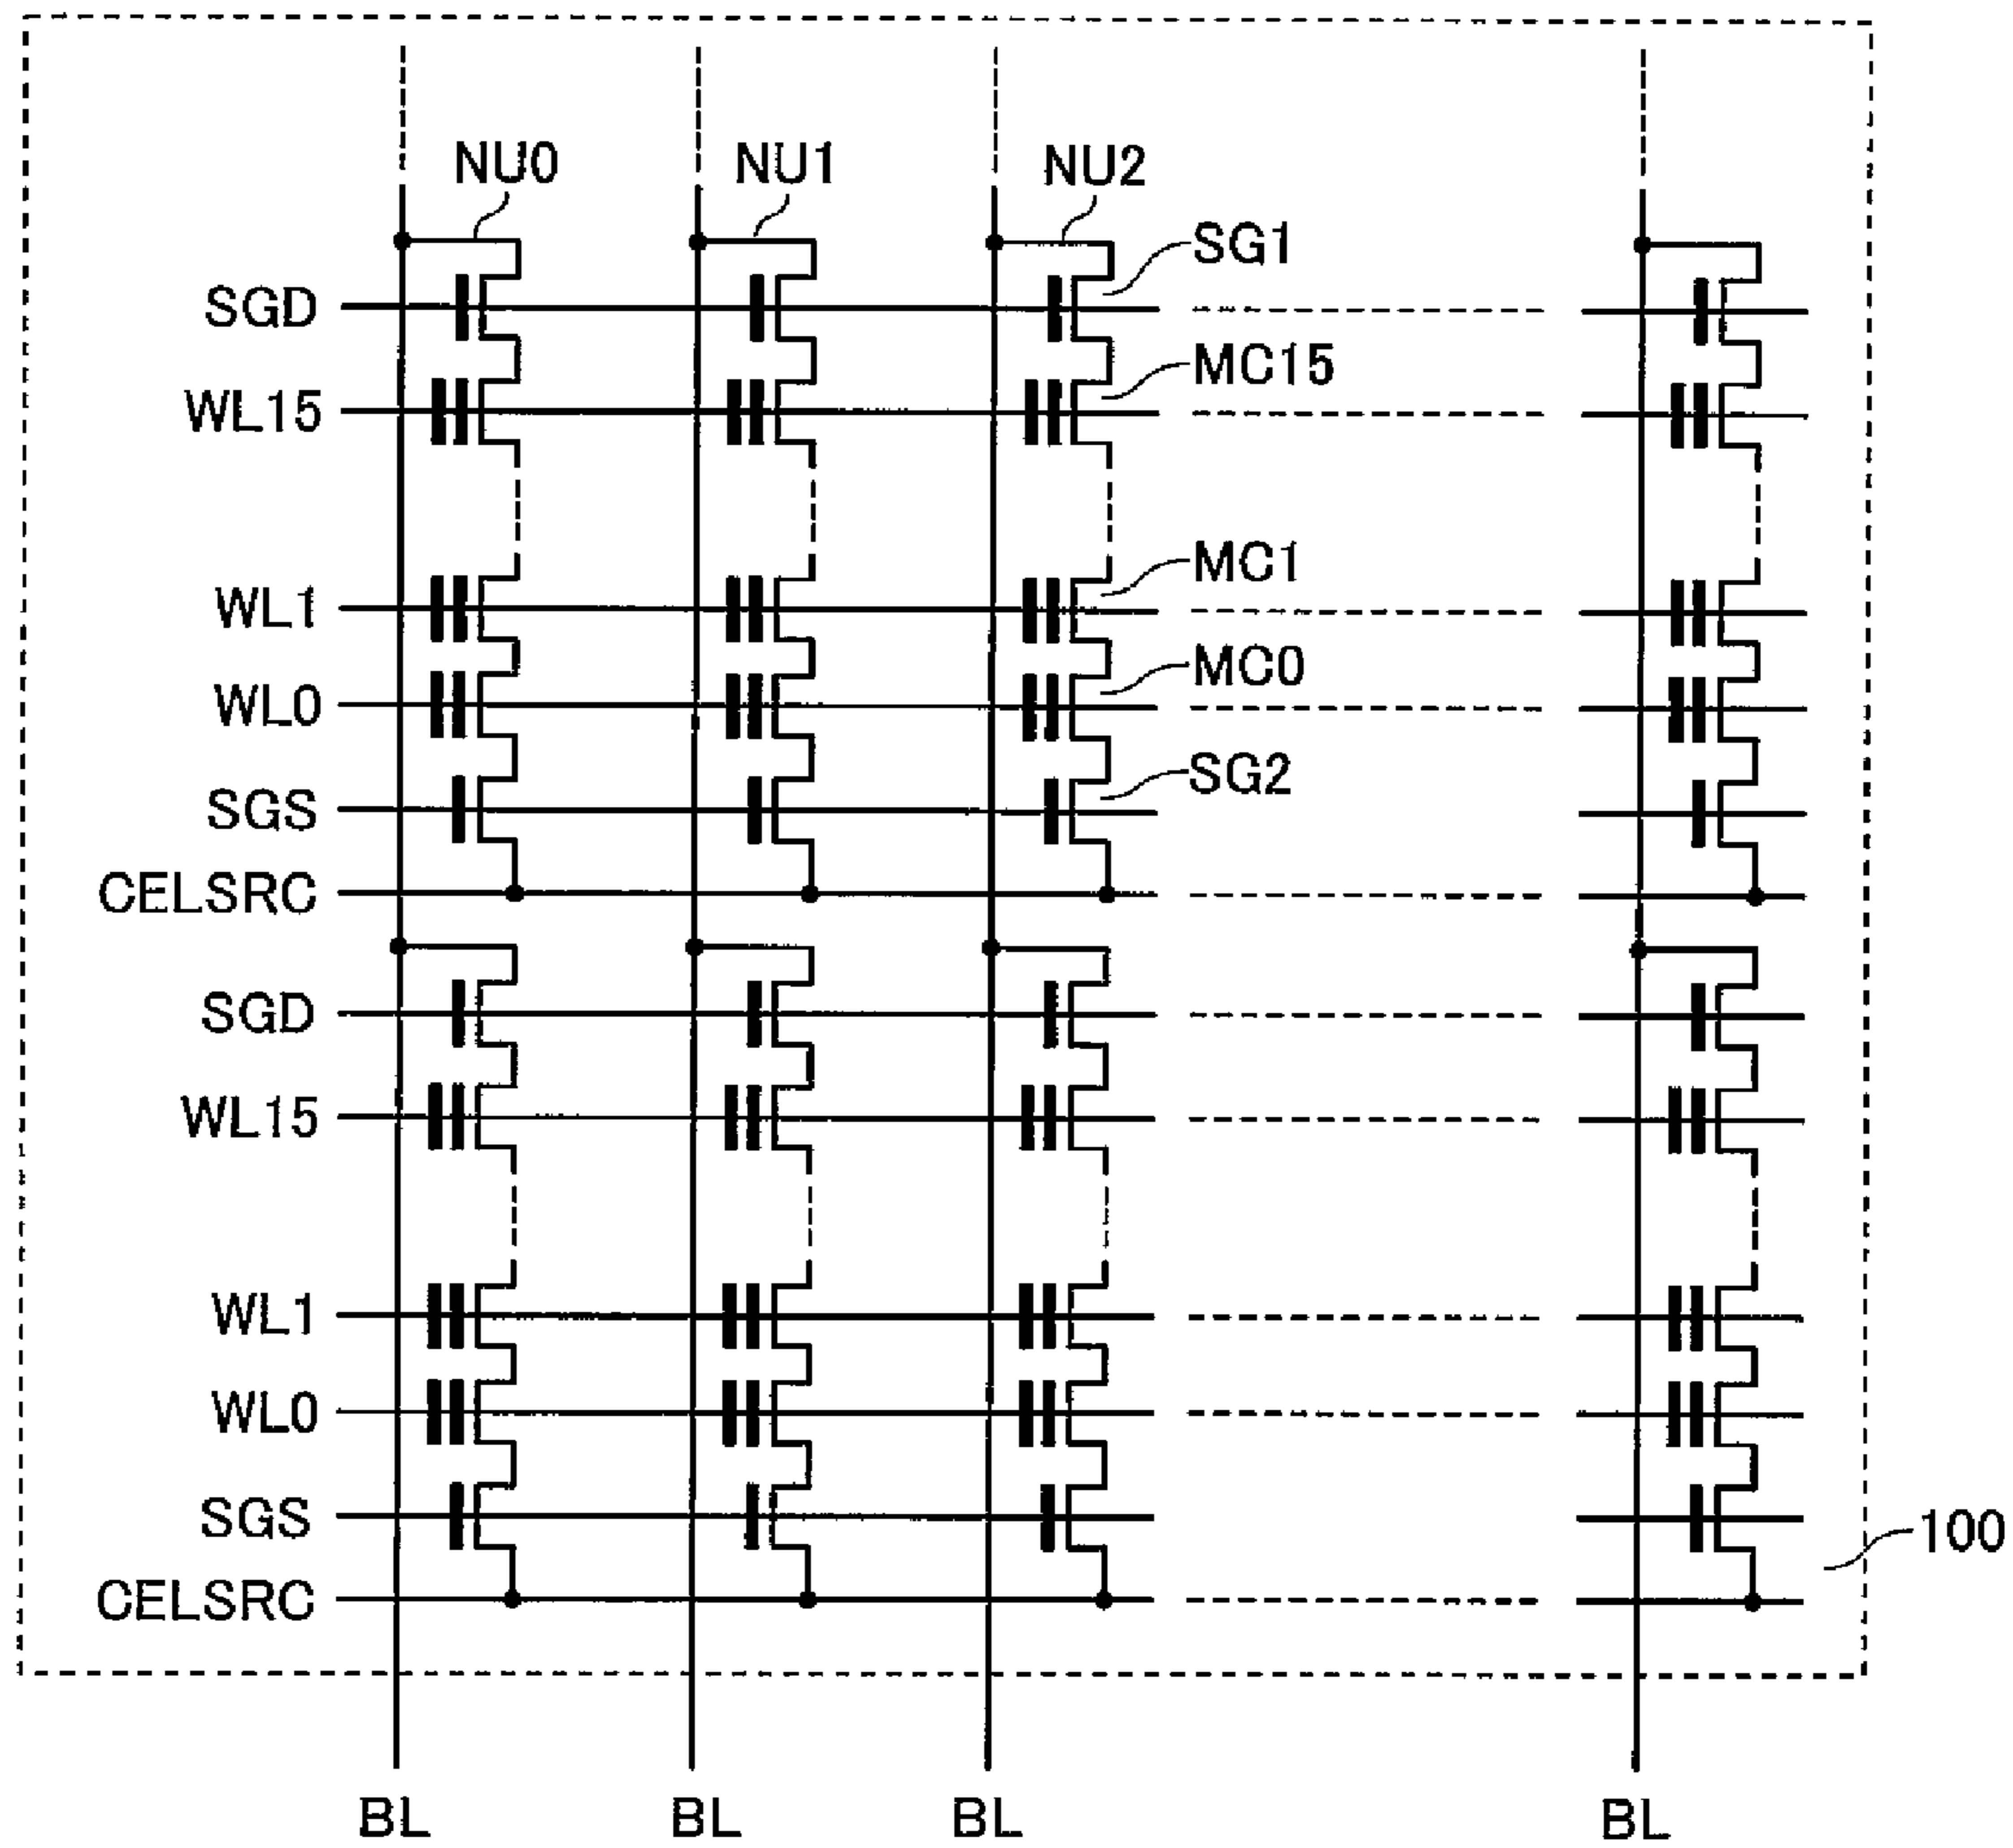 NU0 NU1 NU2
SG1
SGD
MC15
WL15
MC1
WL1
MC0
WL0
SG2
SGS
CELSRC
SGD
WL15
WL1
WL0
SGS
100
CELSRC
BL BL BL BL